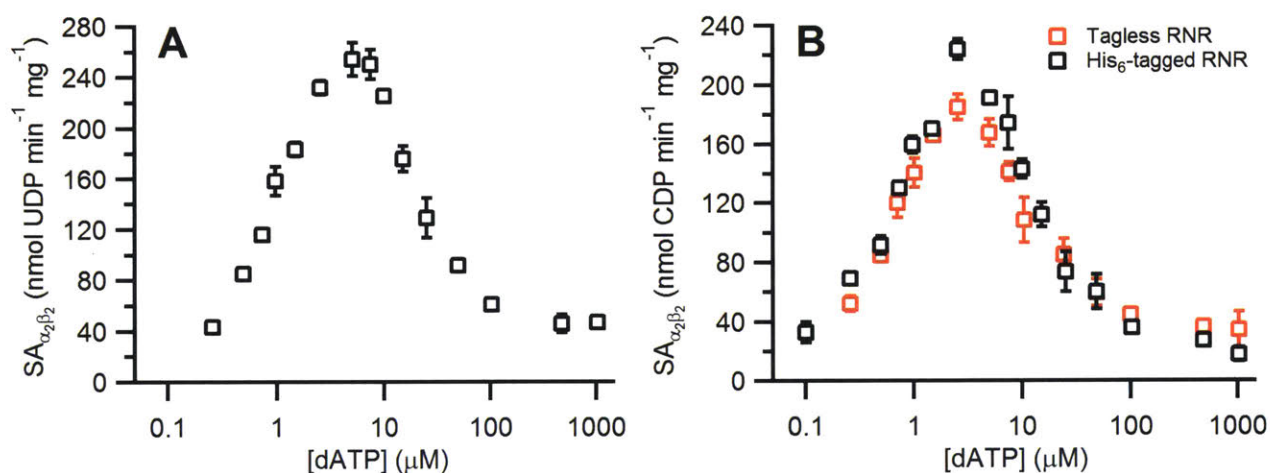 A
280
240
200
160
120
80
40
0
SAα2β2 (nmol UDP min⁻¹ mg⁻¹)
0.1 1 10 100 1000
[dATP] (μM)
B
Tagless RNR
His₆-tagged RNR
240
200
160
120
80
40
0
SAα2β2 (nmol CDP min⁻¹ mg⁻¹)
0.1 1 10 100 1000
[dATP] (μM)